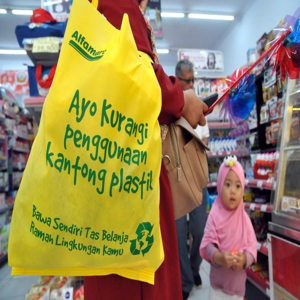 Alfamart
Ayo Kurangi
penggunaan
kantong plastik
Bawa Sendiri Tas Belanja
Ramah Lingkungan Kamu